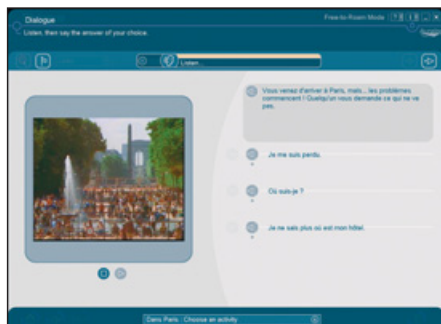 Dialogue
Free-to-Roam Mode
Listen, then say the answer of your choice.
Listen...
Vous venez d'arriver à Paris, mais... les problèmes
commencent ! Quelqu'un vous demande ce qui ne va
pas.
Je me suis perdu.
Où suis-je ?
Je ne sais plus où est mon hôtel.
Dans Paris : Choose an activity